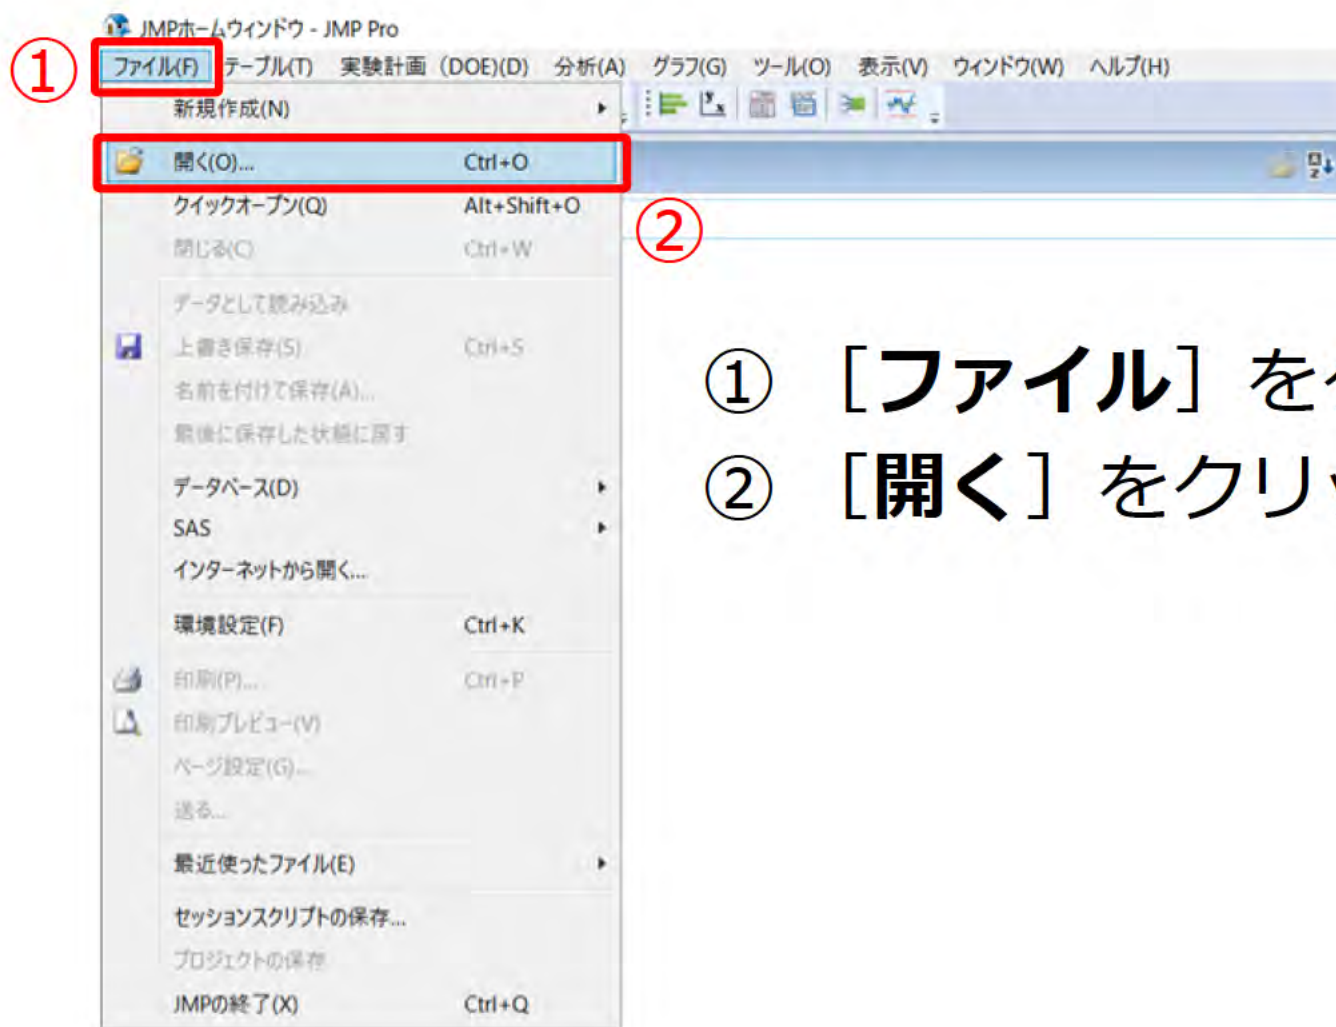 JMPホームウィンドウ - JMP Pro
① ファイル(F) テーブル(T) 実験計画（DOE)(D) 分析(A) グラフ(G) ツール(O) 表示(V) ウィンドウ(W) ヘルプ(H)
新規作成(N)
開く(O)... Ctrl+O
クイックオープン(Q) Alt+Shift+O
②
閉じる(C) Ctrl+W
データとして読み込み
上書き保存(S) Ctrl+S
名前を付けて保存(A)...
最後に保存した状態に戻す
データベース(D)
SAS
インターネットから開く...
環境設定(F) Ctrl+K
印刷(P)... Ctrl+P
印刷プレビュー(V)
ページ設定(G)...
送る...
最近使ったファイル(E)
セッションスクリプトの保存...
プロジェクトの保存
JMPの終了(X) Ctrl+Q
① ［ファイル］を
② ［開く］をクリッ